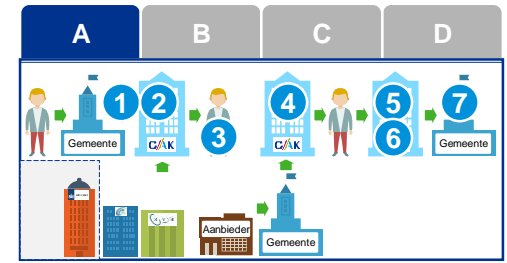 A B C D
1 2 3 4 5 6 7
Gemeente CAK CAK Gemeente
Aanbieder
Gemeente